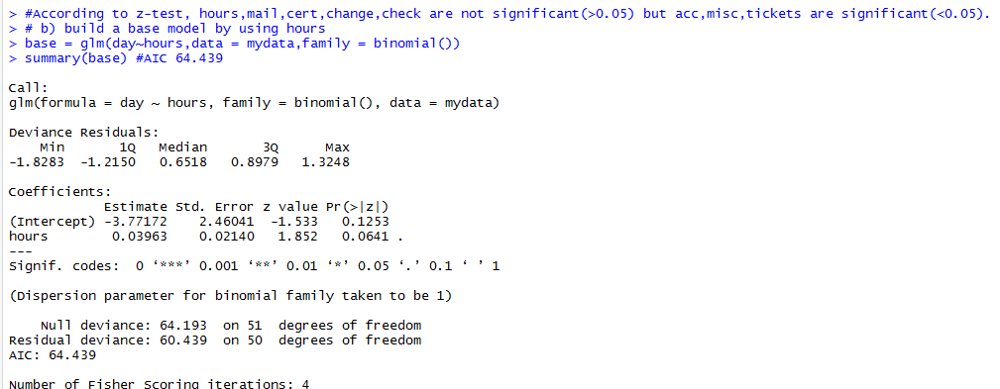 > #According to z-test, hours,mail,cert,change,check are not significant(>0.05) but acc,misc,tickets are significant(<0.05).
> # b) build a base model by using hours
> base = glm(day~hours,data = mydata,family = binomial())
> summary(base) #AIC 64.439
Call:
glm(formula = day ~ hours, family = binomial(), data = mydata)
Deviance Residuals:
Min 1Q Median 3Q Max
-1.8283 -1.2150 0.6518 0.8979 1.3248
Coefficients:
Estimate Std. Error z value Pr(>|z|)
(Intercept) -3.77172 2.46041 -1.533 0.1253
hours 0.03963 0.02140 1.852 0.0641 .
---
Signif. codes: 0 ‘***’ 0.001 ‘**’ 0.01 ‘*’ 0.05 ‘.’ 0.1 ‘ ’ 1
(Dispersion parameter for binomial family taken to be 1)
Null deviance: 64.193 on 51 degrees of freedom
Residual deviance: 60.439 on 50 degrees of freedom
AIC: 64.439
Number of Fisher Scoring iterations: 4